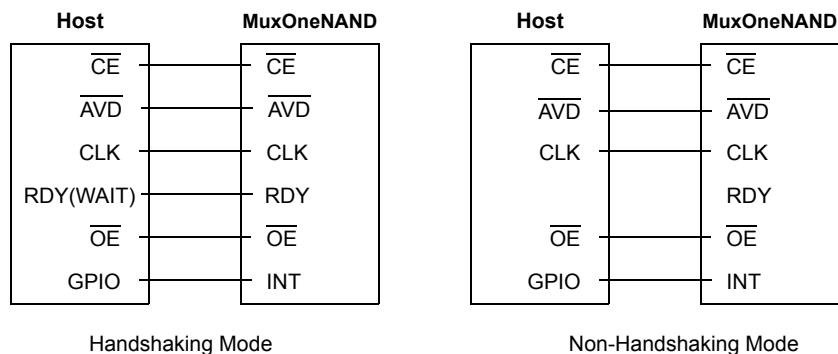 Host MuxOneNAND
CE CE
AVD AVD
CLK CLK
RDY(WAIT) RDY
OE OE
GPIO INT
Handshaking Mode
Host MuxOneNAND
CE CE
AVD AVD
CLK CLK
RDY
OE OE
GPIO INT
Non-Handshaking Mode